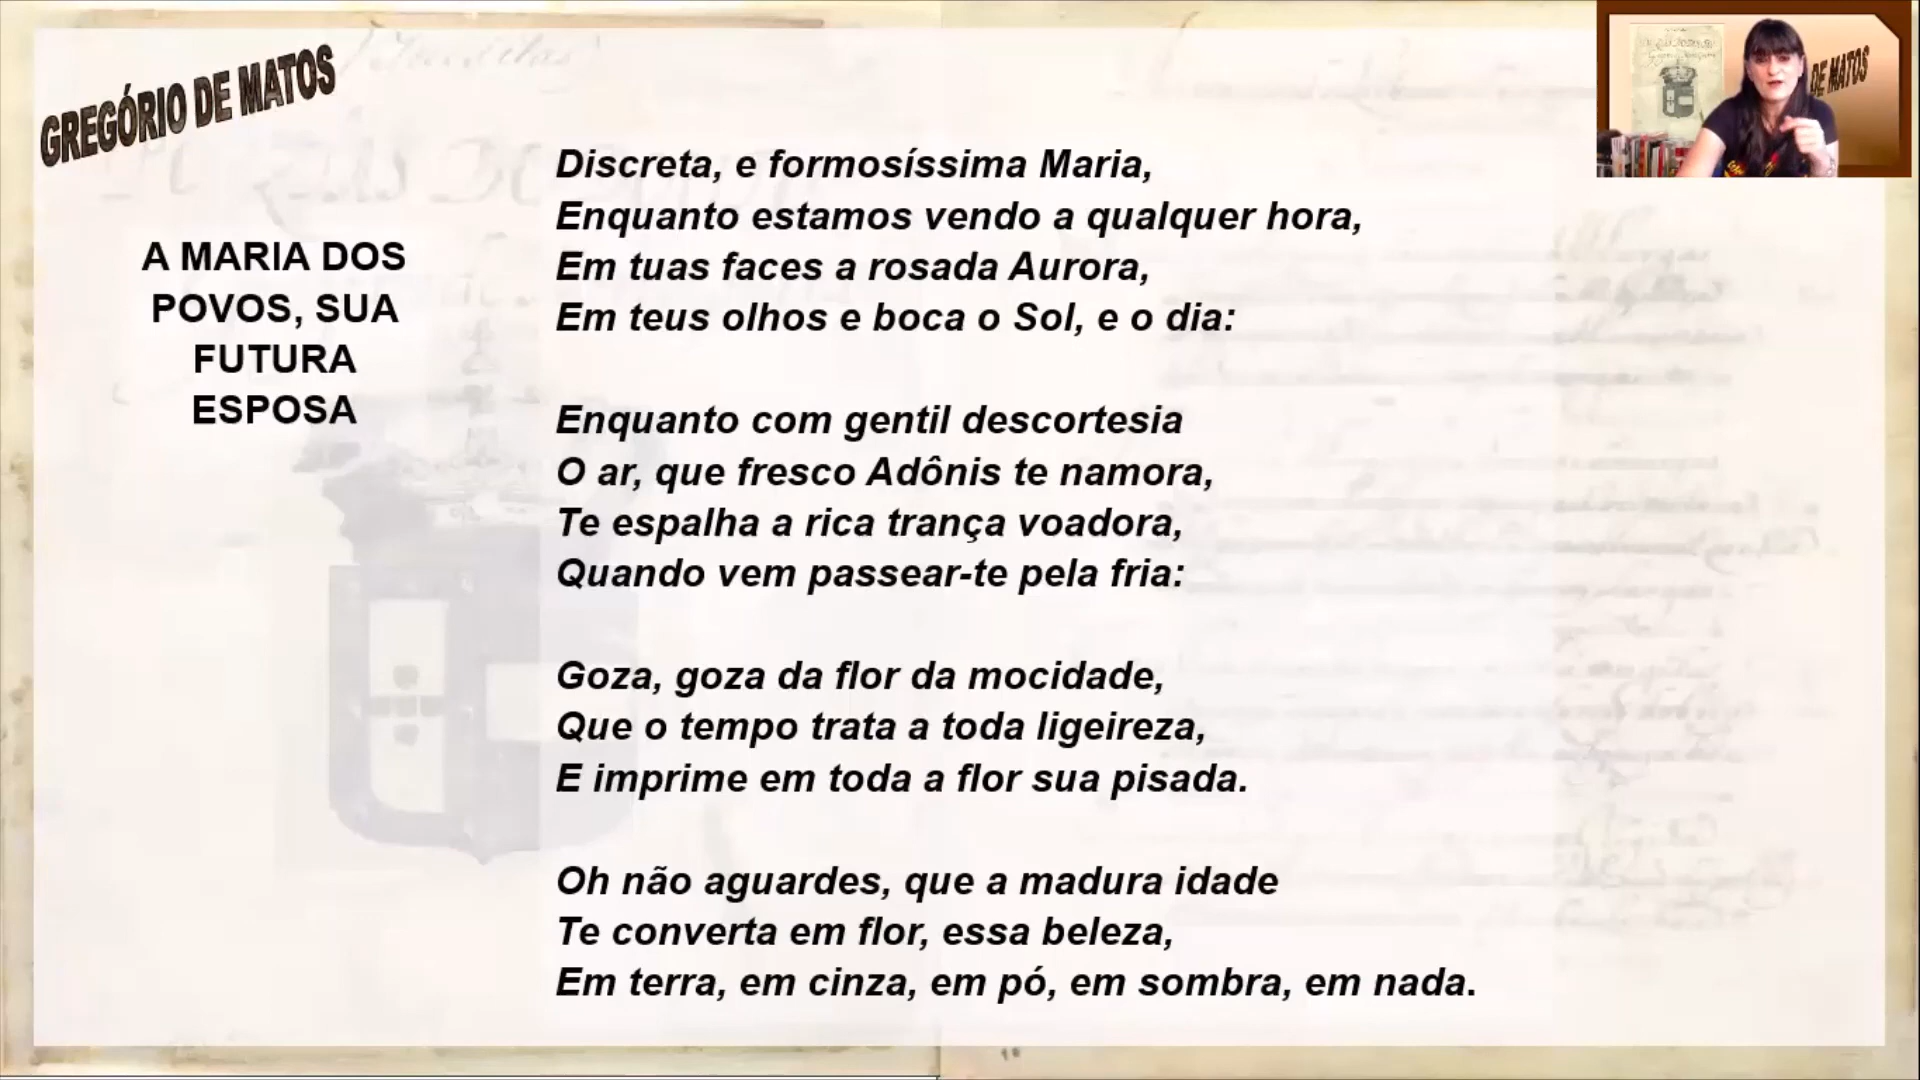 GREGÓRIO DE MATOS
DE MATOS
A MARIA DOS
POVOS, SUA
FUTURA
ESPOSA
Discreta, e formosíssima Maria,
Enquanto estamos vendo a qualquer hora,
Em tuas faces a rosada Aurora,
Em teus olhos e boca o Sol, e o dia:
Enquanto com gentil descortesia
O ar, que fresco Adônis te namora,
Te espalha a rica trança voadora,
Quando vem passear-te pela fria:
Goza, goza da flor da mocidade,
Que o tempo trata a toda ligeireza,
E imprime em toda a flor sua pisada.
Oh não aguardes, que a madura idade
Te converta em flor, essa beleza,
Em terra, em cinza, em pó, em sombra, em nada.